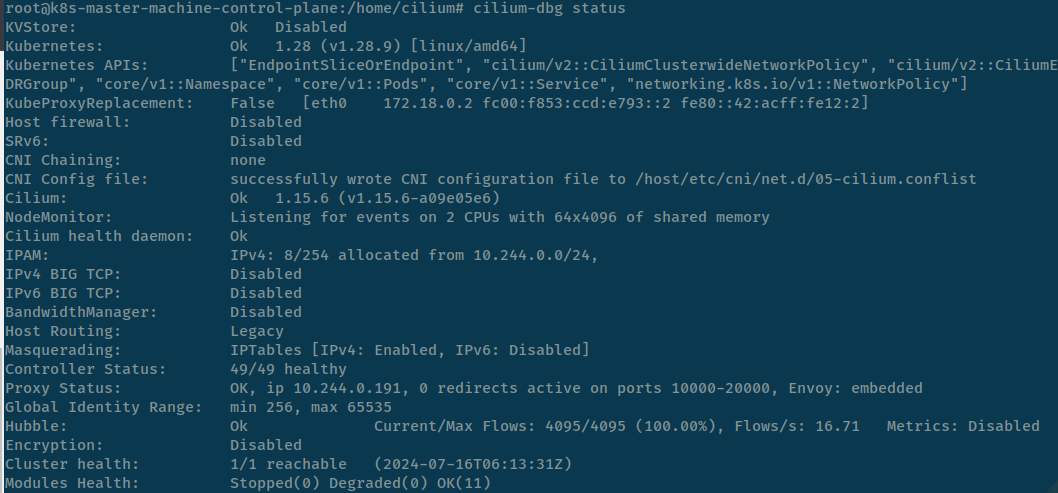 root@k8s-master-machine-control-plane:/home/cilium# cilium-dbg status
KVStore:                 Ok   Disabled
Kubernetes:              Ok   1.28 (v1.28.9) [linux/amd64]
Kubernetes APIs:         ["EndpointSliceOrEndpoint", "cilium/v2::CiliumClusterwideNetworkPolicy", "cilium/v2::CiliumE
DRGroup", "core/v1::Namespace", "core/v1::Pods", "core/v1::Service", "networking.k8s.io/v1::NetworkPolicy"]
KubeProxyReplacement:    False   [eth0    172.18.0.2 fc00:f853:ccd:e793::2 fe80::42:acff:fe12:2]
Host firewall:           Disabled
SRv6:                    Disabled
CNI Chaining:            none
CNI Config file:         successfully wrote CNI configuration file to /host/etc/cni/net.d/05-cilium.conflist
Cilium:                  Ok   1.15.6 (v1.15.6-a09e05e6)
NodeMonitor:             Listening for events on 2 CPUs with 64x4096 of shared memory
Cilium health daemon:    Ok
IPAM:                    IPv4: 8/254 allocated from 10.244.0.0/24,
IPv4 BIG TCP:            Disabled
IPv6 BIG TCP:            Disabled
BandwidthManager:        Disabled
Host Routing:            Legacy
Masquerading:            IPTables [IPv4: Enabled, IPv6: Disabled]
Controller Status:       49/49 healthy
Proxy Status:            OK, ip 10.244.0.191, 0 redirects active on ports 10000-20000, Envoy: embedded
Global Identity Range:   min 256, max 65535
Hubble:                  Ok              Current/Max Flows: 4095/4095 (100.00%), Flows/s: 16.71   Metrics: Disabled
Encryption:              Disabled
Cluster health:          1/1 reachable   (2024-07-16T06:13:31Z)
Modules Health:          Stopped(0) Degraded(0) OK(11)